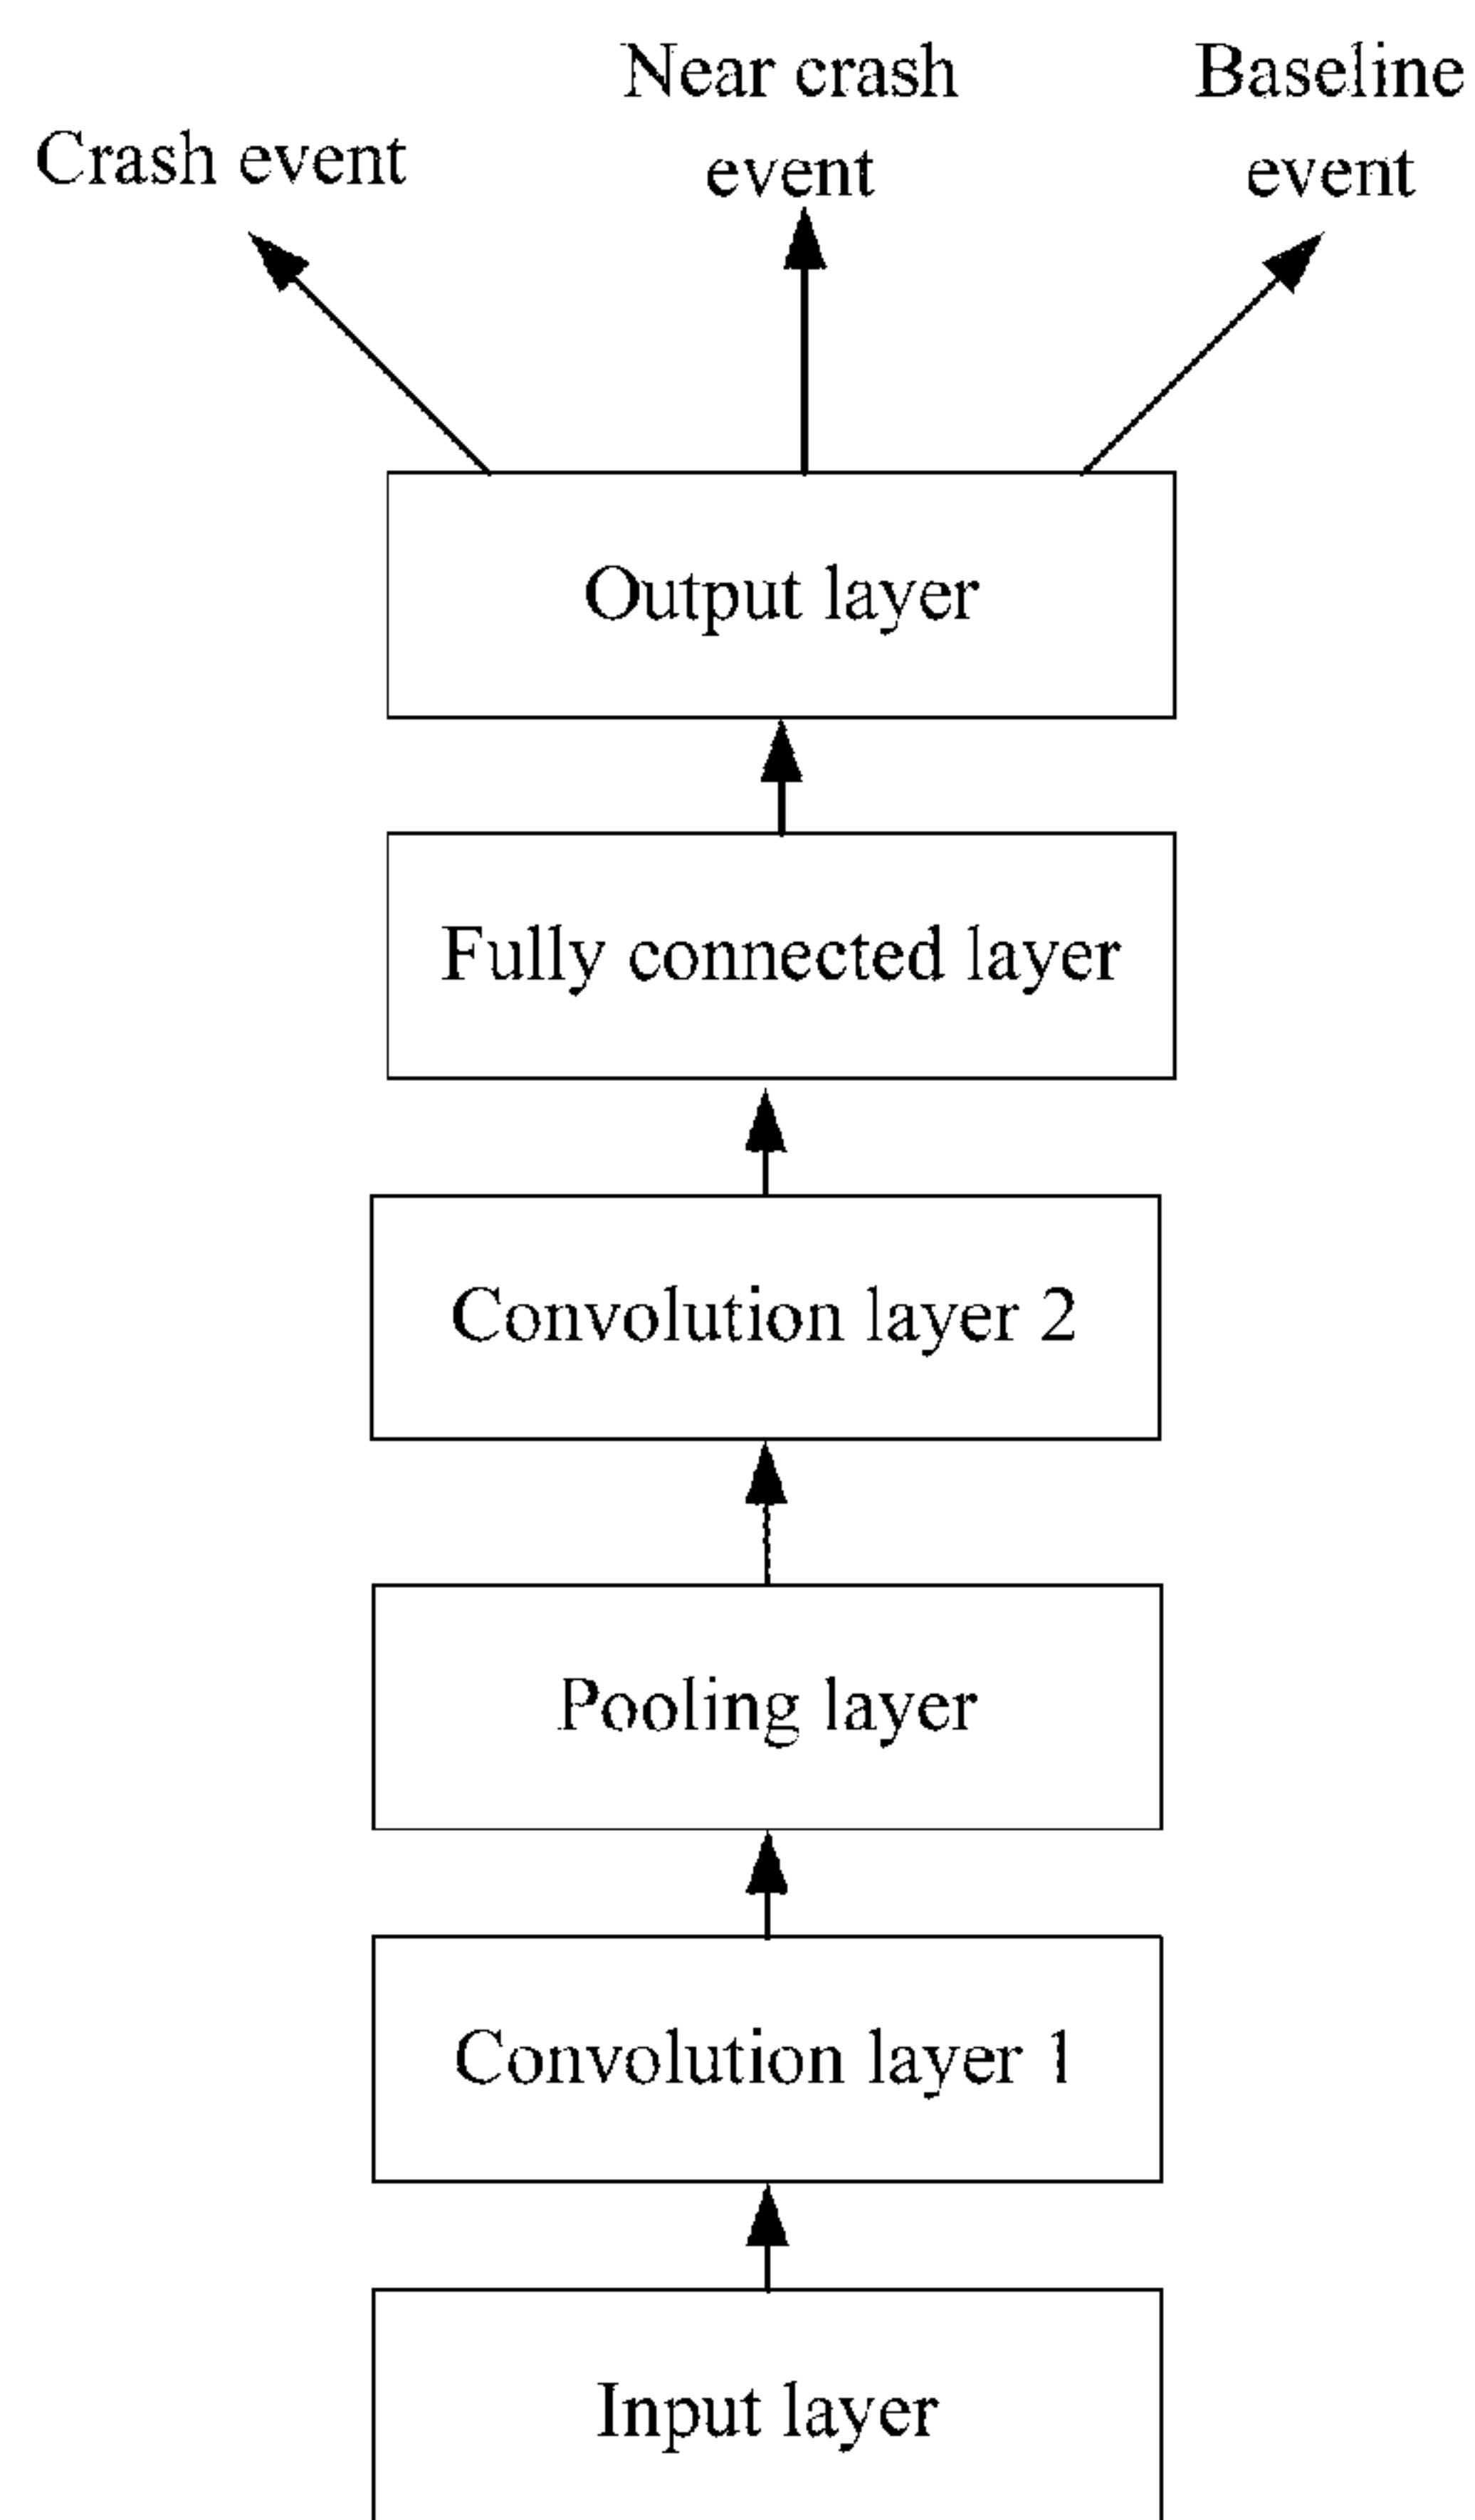 Near crash
event
Baseline
event
Crash event
Output layer
Fully connected layer
Convolution layer 2
Pooling layer
Convolution layer 1
Input layer